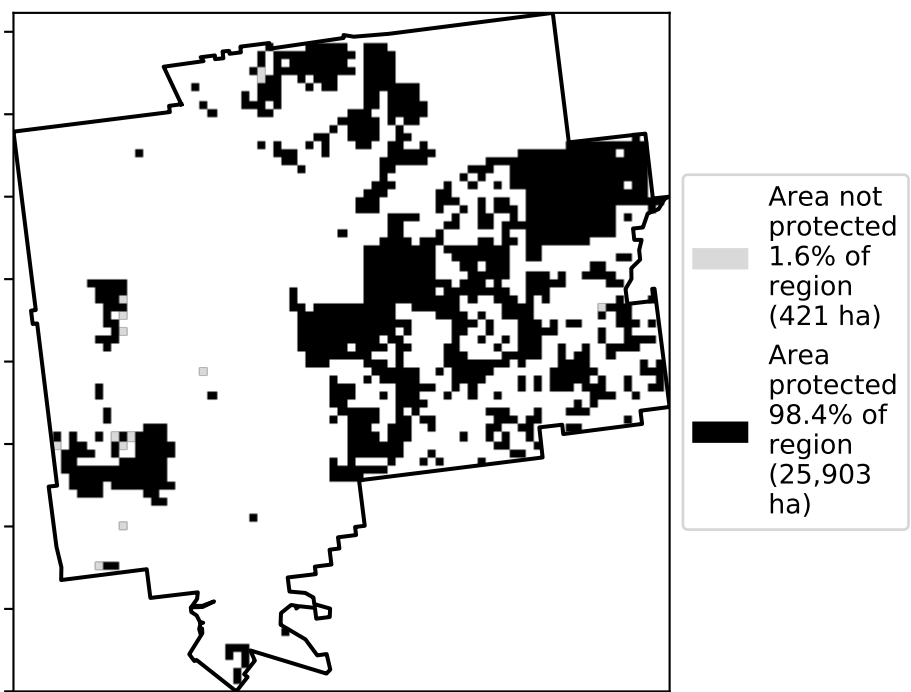 Area not
protected
1.6% of
region
(421 ha)
Area
protected
98.4% of
region
(25,903
ha)